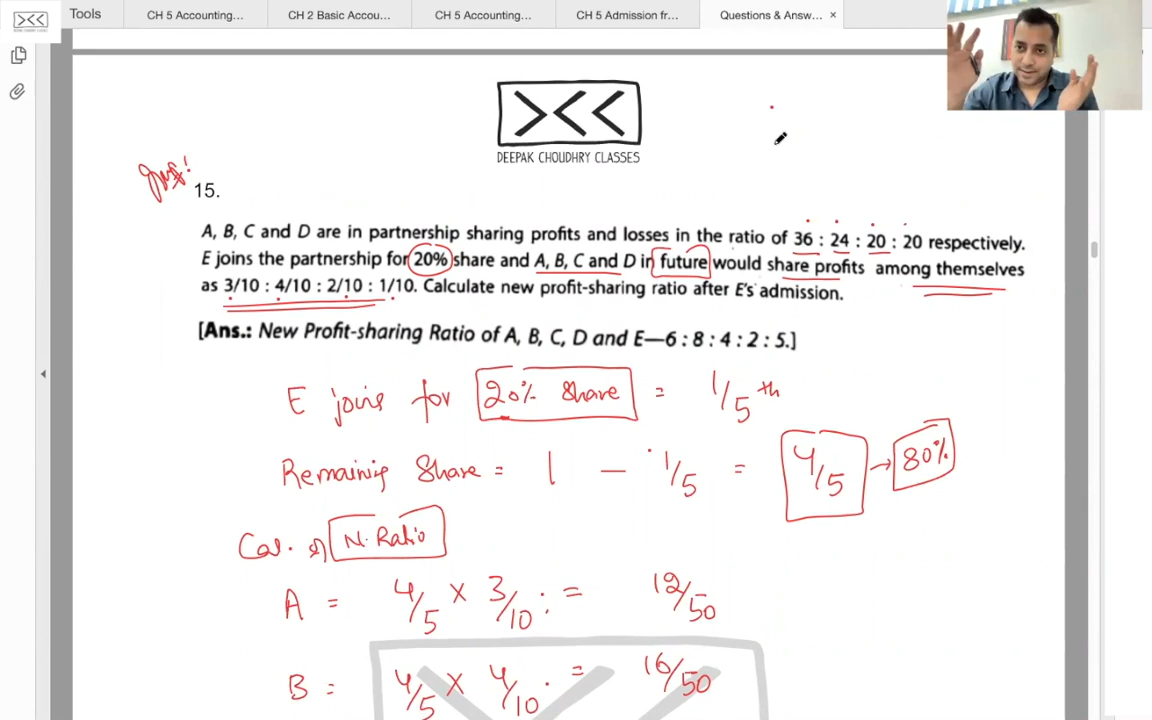 Tools
CH 5 Accounting...
CH 2 Basic Accou...
CH 5 Accounting...
CH 5 Admission fr...
Questions & Answ... ×
DEEPAK CHOUDHRY CLASSES
15.
A, B, C and D are in partnership sharing profits and losses in the ratio of 36 : 24 : 20 : 20 respectively.
E joins the partnership for 20% share and A, B, C and D in future would share profits among themselves
as 3/10 : 4/10 : 2/10 : 1/10. Calculate new profit-sharing ratio after E's admission.
[Ans.: New Profit-sharing Ratio of A, B, C, D and E—6 : 8 : 4 : 2 : 5.]
E joins for 20% Share = 1/5 th
Remaining Share = 1 — 1/5 = 4/5 → 80%
Cal. of N. Ratio
A = 4/5 × 3/10 = 12/50
B = 4/5 × 4/10 = 16/50